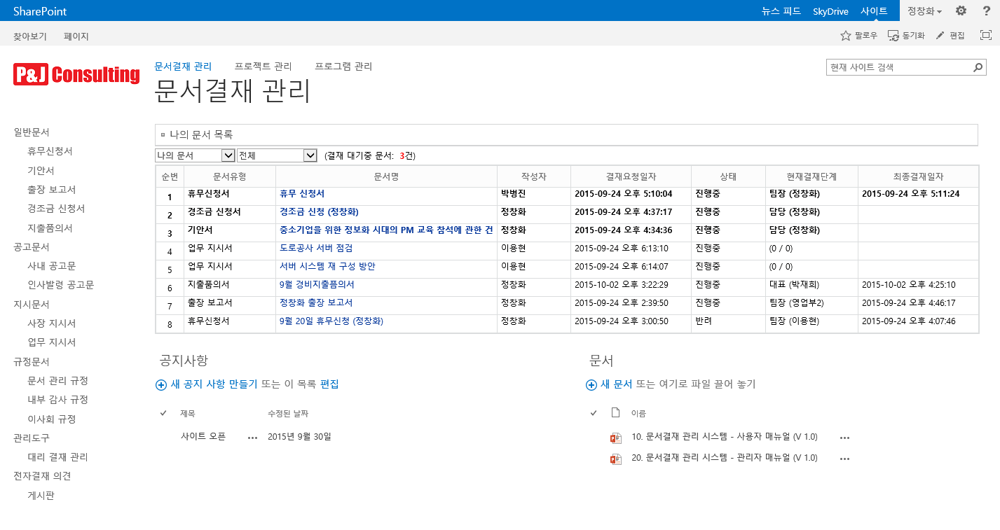 SharePoint 뉴스 피드 SkyDrive 사이트 정창화 ?
찾아보기 페이지 팔로우 동기화 편집
P&J Consulting
문서결재 관리 프로젝트 관리 프로그램 관리
현재 사이트 검색
문서결재 관리
일반문서
휴무신청서
기안서
출장 보고서
경조금 신청서
지출품의서
공고문서
사내 공고문
인사발령 공고문
지시문서
사장 지시서
업무 지시서
규정문서
문서 관리 규정
내부 감사 규정
이사회 규정
관리도구
대리 결재 관리
전자결재 의견
게시판
나의 문서 목록
나의 문서 전체 (결재 대기중 문서: 3건)
순번 문서유형 문서명 작성자 결재요청일자 상태 현재결재단계 최종결재일자
1 휴무신청서 휴무 신청서 박병진 2015-09-24 오후 5:10:04 진행중 팀장 (정창화) 2015-09-24 오후 5:11:24
2 경조금 신청서 경조금 신청 (정창화) 정창화 2015-09-24 오후 4:37:17 진행중 담당 (정창화)
3 기안서 중소기업을 위한 정보화 시대의 PM 교육 참석에 관한 건 정창화 2015-09-24 오후 4:34:36 진행중 담당 (정창화)
4 업무 지시서 도로공사 서버 점검 이용현 2015-09-24 오후 6:13:10 진행중 (0 / 0)
5 업무 지시서 서버 시스템 재 구성 방안 이용현 2015-09-24 오후 6:14:07 진행중 (0 / 0)
6 지출품의서 9월 경비지출품의서 정창화 2015-10-02 오후 3:22:29 진행중 대표 (박재희) 2015-10-02 오후 4:25:10
7 출장 보고서 정창화 출장 보고서 정창화 2015-09-24 오후 2:39:50 진행중 팀장 (영업부2) 2015-09-24 오후 4:46:17
8 휴무신청서 9월 20일 휴무신청 (정창화) 정창화 2015-09-24 오후 3:00:50 반려 팀장 (이용현) 2015-09-24 오후 4:07:46
공지사항
새 공지 사항 만들기 또는 이 목록 편집
제목 수정된 날짜
사이트 오픈 ... 2015년 9월 30일
문서
새 문서 또는 여기로 파일 끌어 놓기
이름
10. 문서결재 관리 시스템 - 사용자 매뉴얼 (V 1.0) ...
20. 문서결재 관리 시스템 - 관리자 매뉴얼 (V 1.0) ...